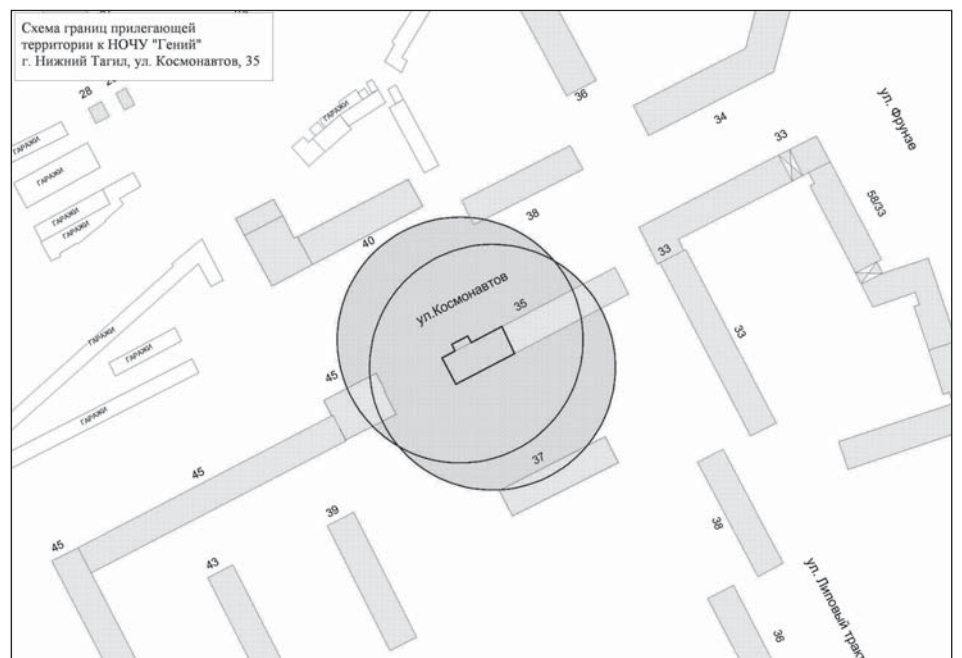 Схема границ прилегающей
территории к НОЧУ "Гений"
г. Нижний Тагил, ул. Космонавтов, 35
28
ГАРАЖИ
36
34
ул. Фрунзе
33
ГАРАЖИ
ГАРАЖИ
ГАРАЖИ
ГАРАЖИ
58/33
38
40
33
ул.Космонавтов
35
33
ГАРАЖИ
ГАРАЖИ
45
ГАРАЖИ
37
45
39
38
45
43
ул. Липовый тракт
36